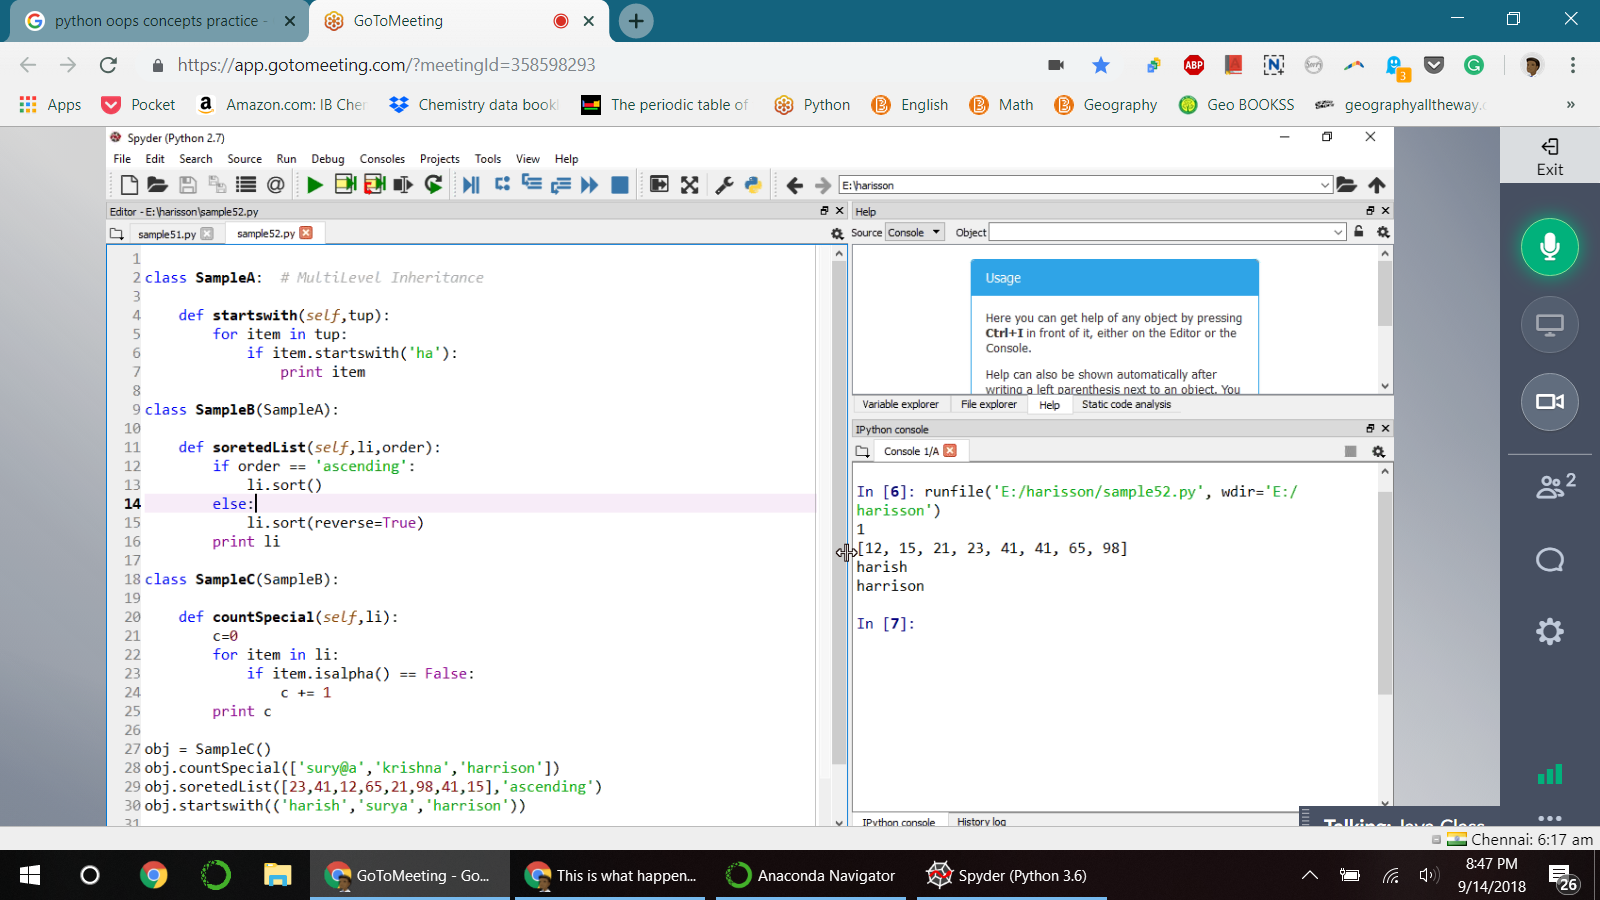 python oops concepts practice -
GoToMeeting
https://app.gotomeeting.com/?meetingId=358598293
ABP
3
Apps
Pocket
Amazon.com: IB Cher
Chemistry data book
The periodic table of
Python
English
Math
Geography
Geo BOOKSS
geographyalltheway.
»
Spyder (Python 2.7)
File Edit Search Source Run Debug Consoles Projects Tools View Help
E:\harisson
Editor - E:\harisson\sample52.py
Help
sample51.py
sample52.py
Source Console Object
1
2 class SampleA:  # MultiLevel Inheritance
3
4     def startswith(self,tup):
5         for item in tup:
6             if item.startswith('ha'):
7                 print item
8
9 class SampleB(SampleA):
10
11     def soretedList(self,li,order):
12         if order == 'ascending':
13             li.sort()
14         else:
15             li.sort(reverse=True)
16         print li
17
18 class SampleC(SampleB):
19
20     def countSpecial(self,li):
21         c=0
22         for item in li:
23             if item.isalpha() == False:
24                 c += 1
25         print c
26
27 obj = SampleC()
28 obj.countSpecial(['sury@a','krishna','harrison'])
29 obj.soretedList([23,41,12,65,21,98,41,15],'ascending')
30 obj.startswith(('harish','surya','harrison'))
31
Usage
Here you can get help of any object by pressing
Ctrl+I in front of it, either on the Editor or the
Console.
Help can also be shown automatically after
writing a left parenthesis next to an object. You
Variable explorer File explorer Help Static code analysis
IPython console
Console 1/A
In [6]: runfile('E:/harisson/sample52.py', wdir='E:/
harisson')
1
[12, 15, 21, 23, 41, 41, 65, 98]
harish
harrison
In [7]:
IPython console History log
Exit
2
Talking: Java Class
Chennai: 6:17 am
GoToMeeting - Go...
This is what happen...
Anaconda Navigator
Spyder (Python 3.6)
8:47 PM
9/14/2018
26